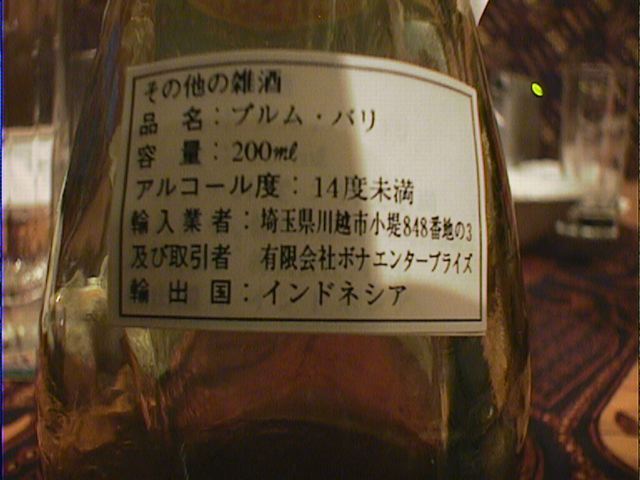 その他の雑酒
品名：ブルム・バリ
容量：200ml
アルコール度：14度未満
輸入業者：埼玉県川越市小堤848番地の3
及び取引者 有限会社ボナエンタープライズ
輸出国：インドネシア